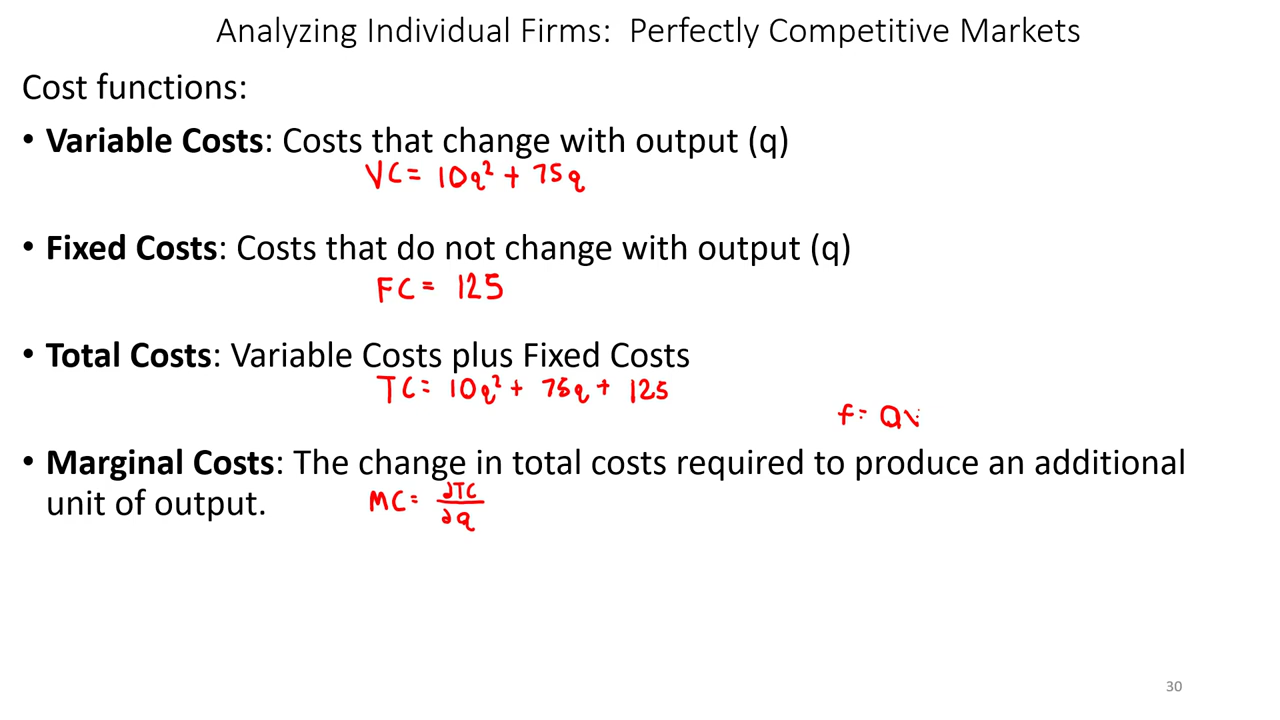 Analyzing Individual Firms: Perfectly Competitive Markets
Cost functions:
• Variable Costs: Costs that change with output (q)
VC = 10q² + 75q
• Fixed Costs: Costs that do not change with output (q)
FC = 125
• Total Costs: Variable Costs plus Fixed Costs
TC = 10q² + 75q + 125
f =
• Marginal Costs: The change in total costs required to produce an additional
unit of output.
MC = ∂TC/∂q
30